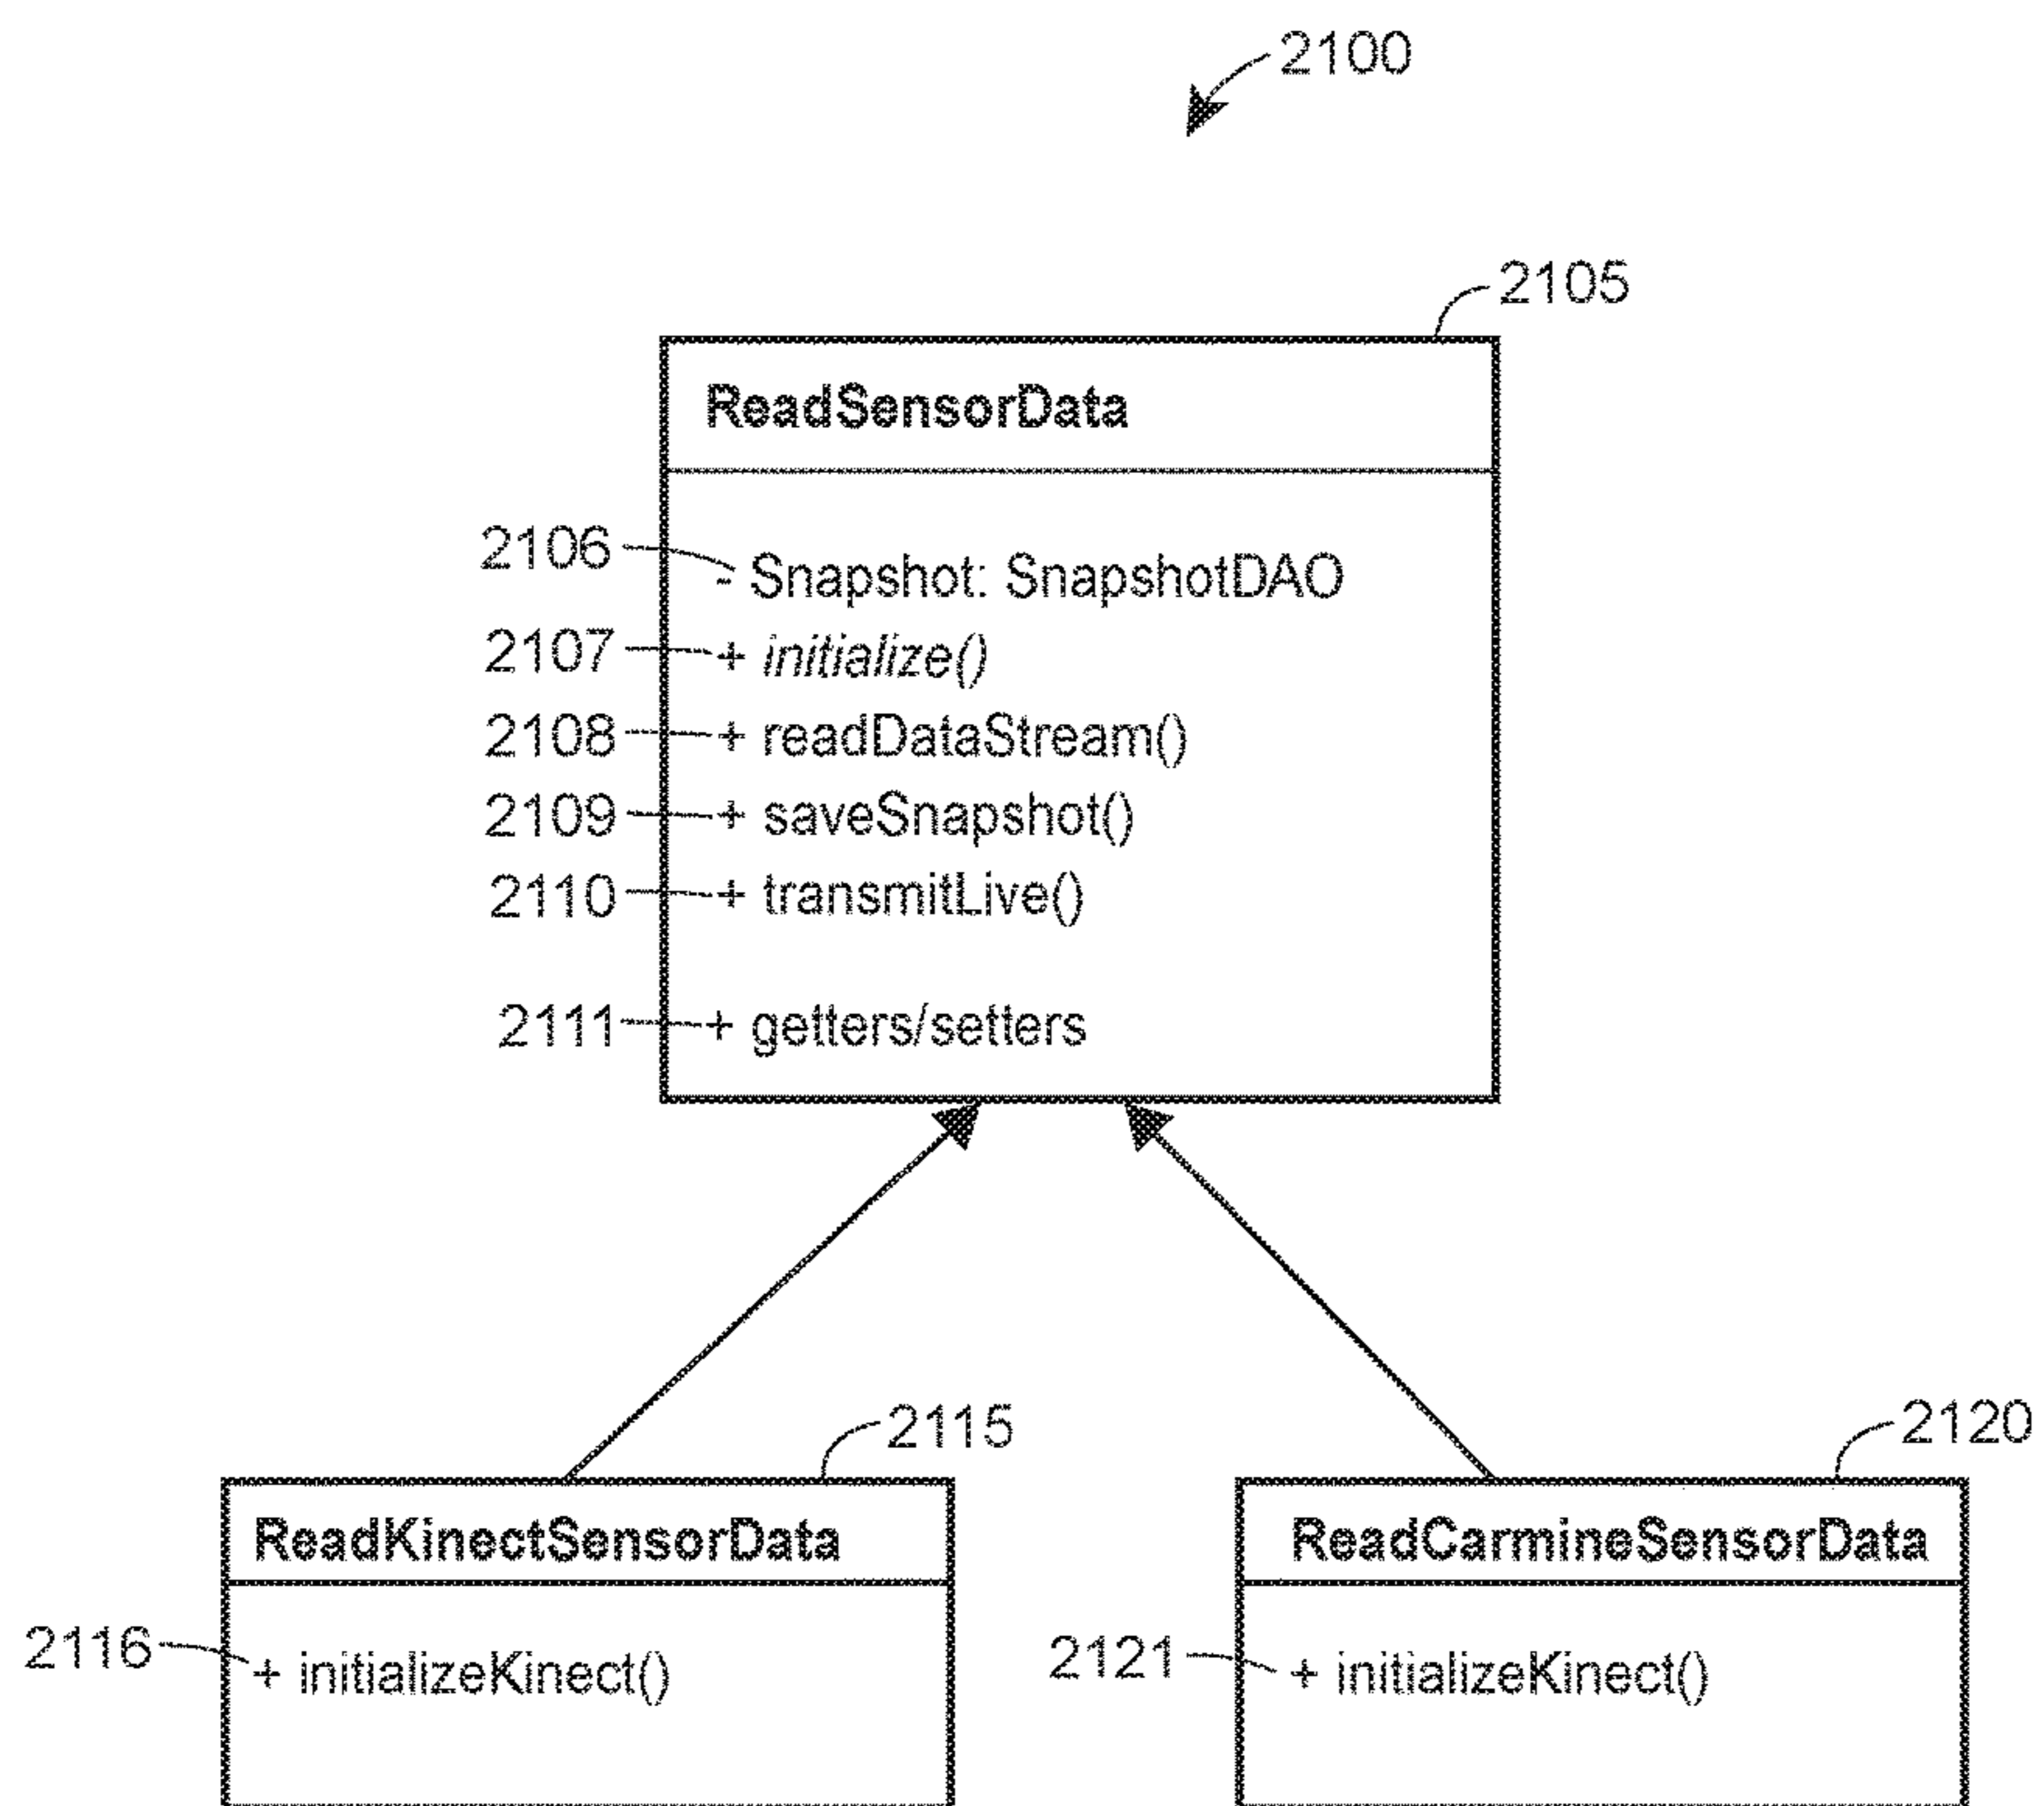 2100
2105
ReadSensorData
2106 - Snapshot: SnapshotDAO
2107 + initialize()
2108 + readDataStream()
2109 + saveSnapshot()
2110 + transmitLive()
2111 + getters/setters
2115
2120
ReadKinectSensorData
ReadCarmineSensorData
2116 + initializeKinect()
2121 + initializeKinect()